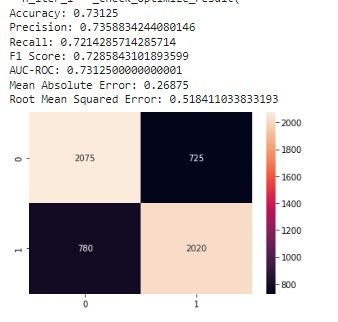 n_iter_i = _check_optimize_result(
Accuracy: 0.73125
Precision: 0.7358834244080146
Recall: 0.7214285714285714
F1 Score: 0.7285843101893599
AUC-ROC: 0.7312500000000001
Mean Absolute Error: 0.26875
Root Mean Squared Error: 0.518411033833193
2000
0 2075 725
1800
1600
1400
1200
1 780 2020
1000
800
0 1